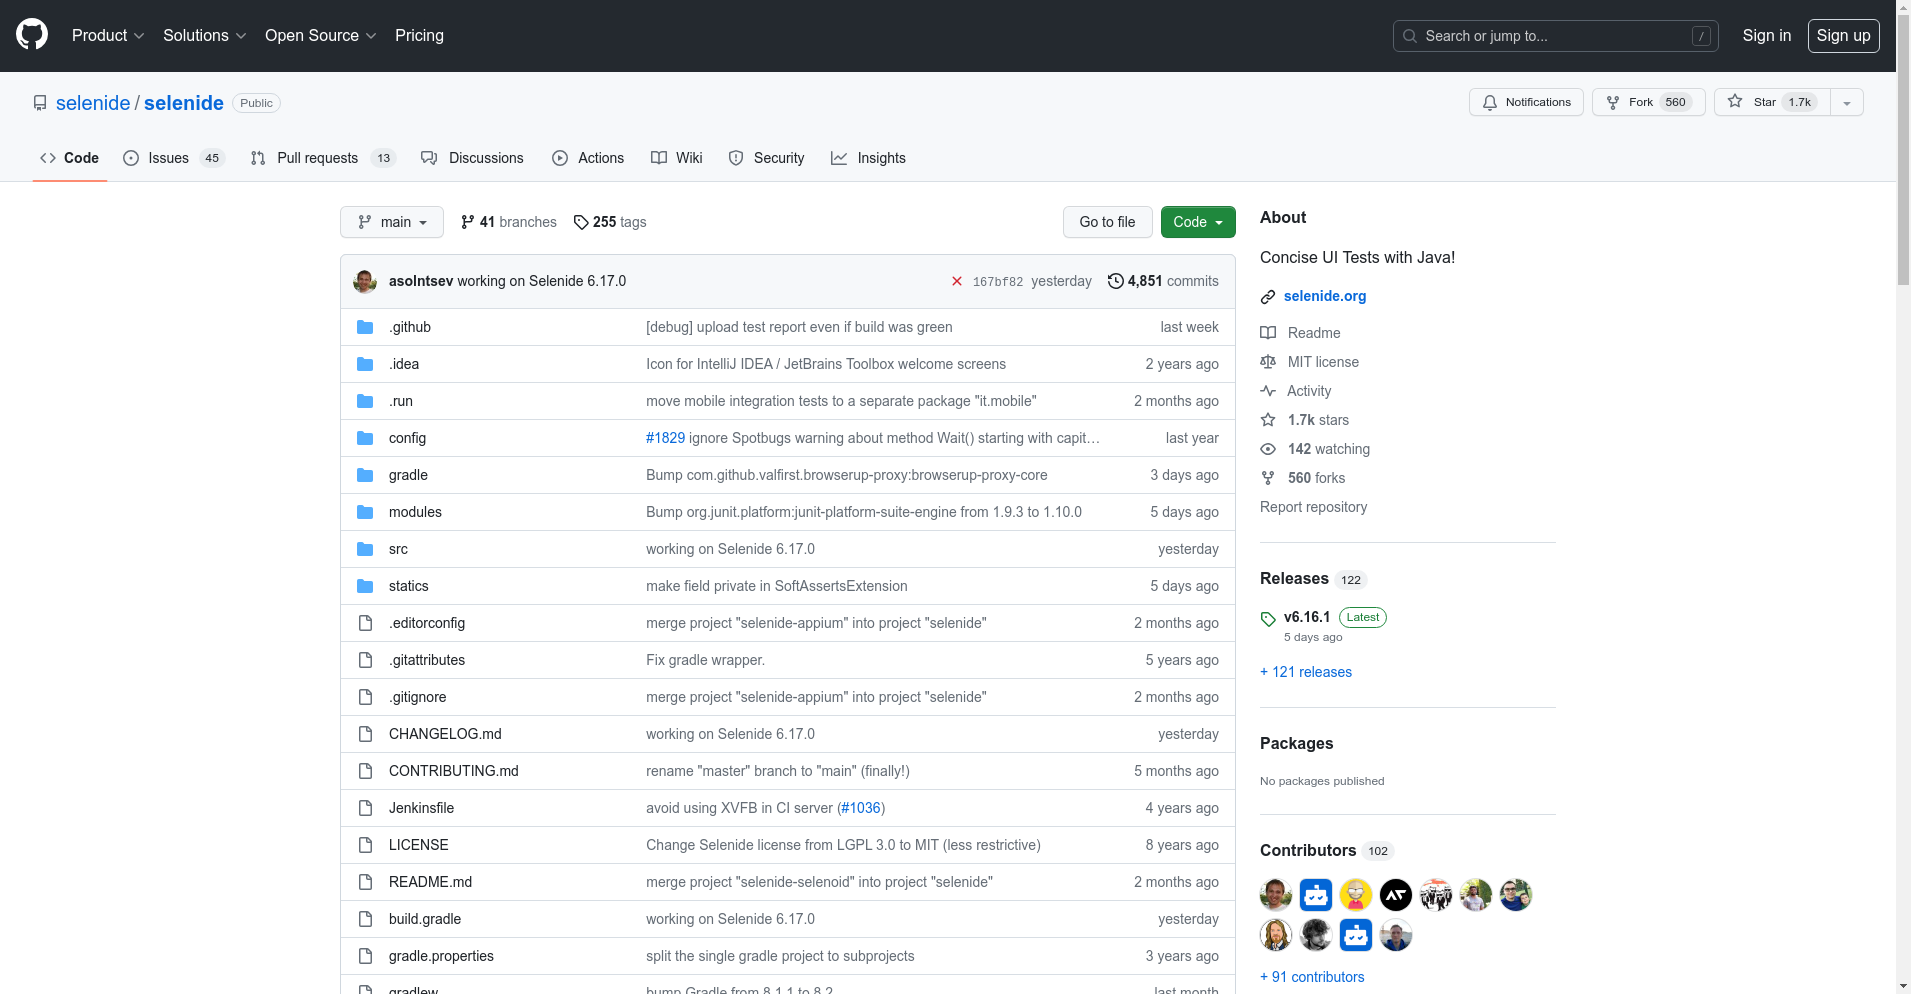 Product Solutions Open Source Pricing Search or jump to... / Sign in Sign up
selenide / selenide Public Notifications Fork 560 Star 1.7k
Code Issues 45 Pull requests 13 Discussions Actions Wiki Security Insights
main 41 branches 255 tags Go to file Code
asolntsev working on Selenide 6.17.0 167bf82 yesterday 4,851 commits
.github [debug] upload test report even if build was green last week
.idea Icon for IntelliJ IDEA / JetBrains Toolbox welcome screens 2 years ago
.run move mobile integration tests to a separate package "it.mobile" 2 months ago
config #1829 ignore Spotbugs warning about method Wait() starting with capit… last year
gradle Bump com.github.valfirst.browserup-proxy:browserup-proxy-core 3 days ago
modules Bump org.junit.platform:junit-platform-suite-engine from 1.9.3 to 1.10.0 5 days ago
src working on Selenide 6.17.0 yesterday
statics make field private in SoftAssertsExtension 5 days ago
.editorconfig merge project "selenide-appium" into project "selenide" 2 months ago
.gitattributes Fix gradle wrapper. 5 years ago
.gitignore merge project "selenide-appium" into project "selenide" 2 months ago
CHANGELOG.md working on Selenide 6.17.0 yesterday
CONTRIBUTING.md rename "master" branch to "main" (finally!) 5 months ago
Jenkinsfile avoid using XVFB in CI server (#1036) 4 years ago
LICENSE Change Selenide license from LGPL 3.0 to MIT (less restrictive) 8 years ago
README.md merge project "selenide-selenoid" into project "selenide" 2 months ago
build.gradle working on Selenide 6.17.0 yesterday
gradle.properties split the single gradle project to subprojects 3 years ago
gradlew bump Gradle from 8.1.1 to 8.2 last month
About
Concise UI Tests with Java!
selenide.org
Readme
MIT license
Activity
1.7k stars
142 watching
560 forks
Report repository
Releases 122
v6.16.1 Latest
5 days ago
+ 121 releases
Packages
No packages published
Contributors 102
+ 91 contributors